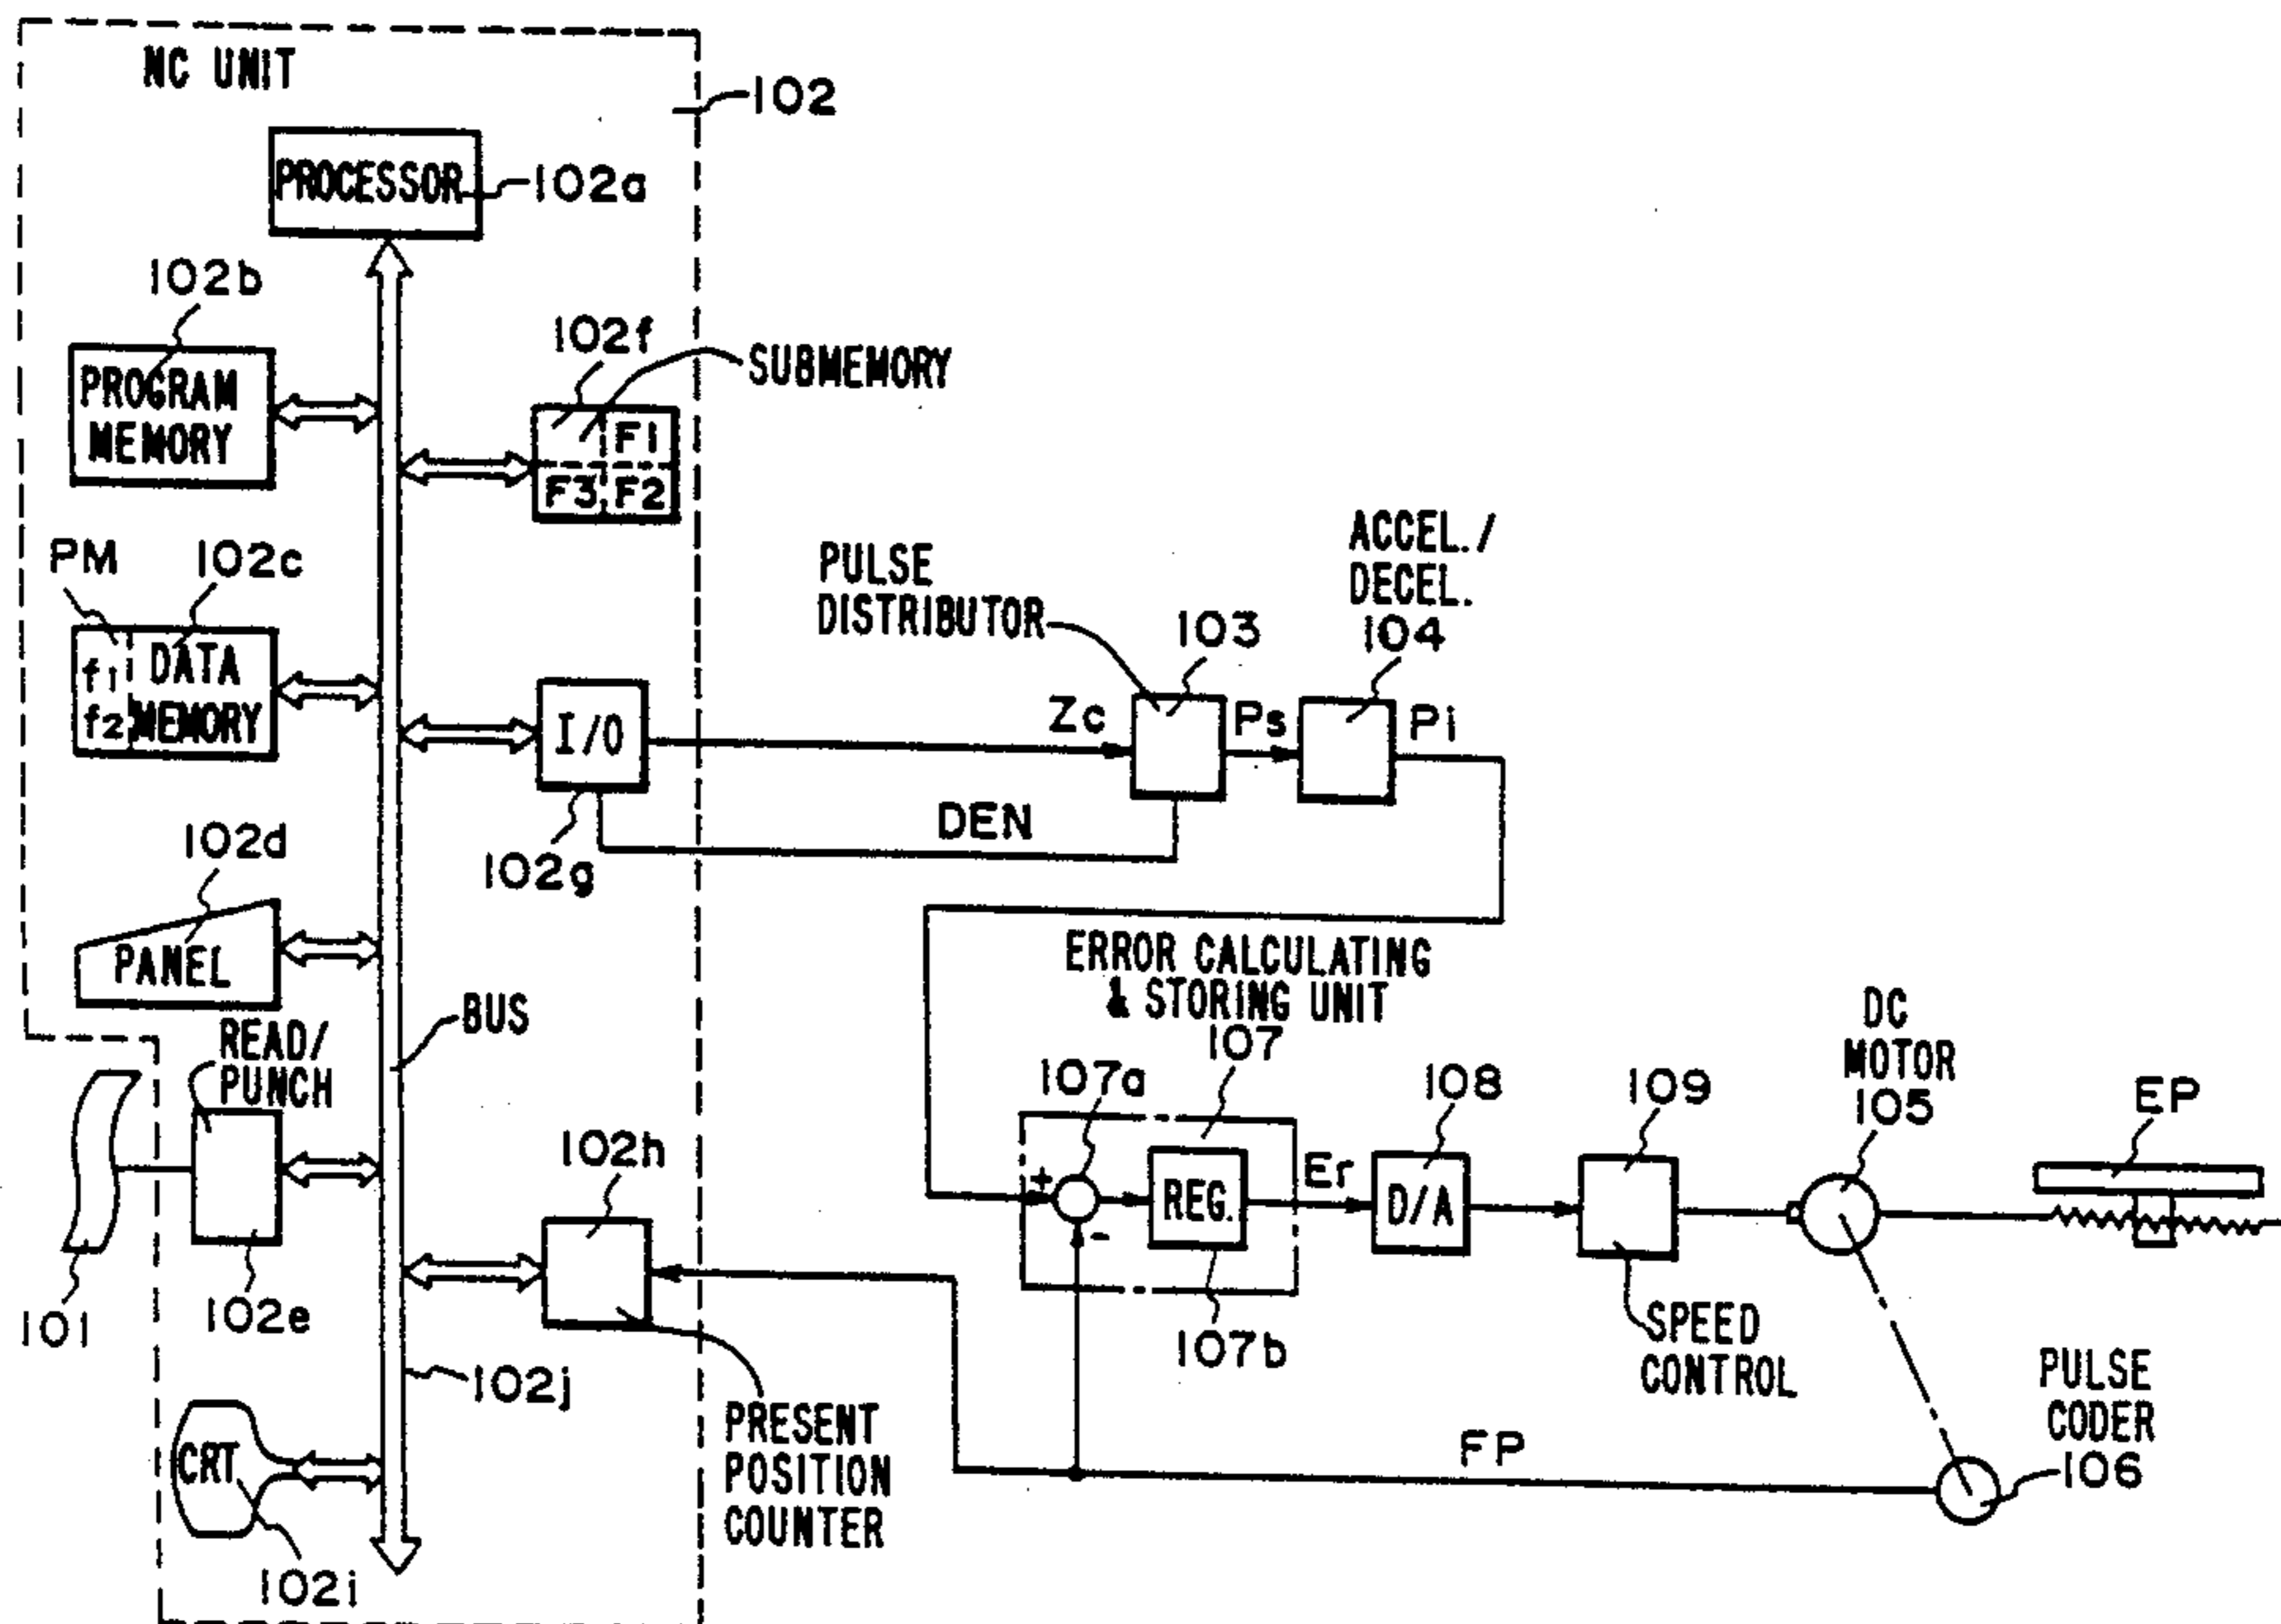 NC UNIT
102
PROCESSOR
102a
102b
PROGRAM
MEMORY
102f
SUBMEMORY
F1
F3 F2
PM
102c
f1
f2
DATA
MEMORY
I/O
102g
Zc
DEN
PULSE
DISTRIBUTOR
103
Ps
ACCEL./
DECEL.
104
Pi
102d
PANEL
BUS
READ/
PUNCH
101
102e
102h
102j
PRESENT
POSITION
COUNTER
CRT
102i
ERROR CALCULATING
& STORING UNIT
107
107a
+
-
REG.
107b
Er
108
D/A
109
SPEED
CONTROL
DC
MOTOR
105
EP
PULSE
CODER
106
FP